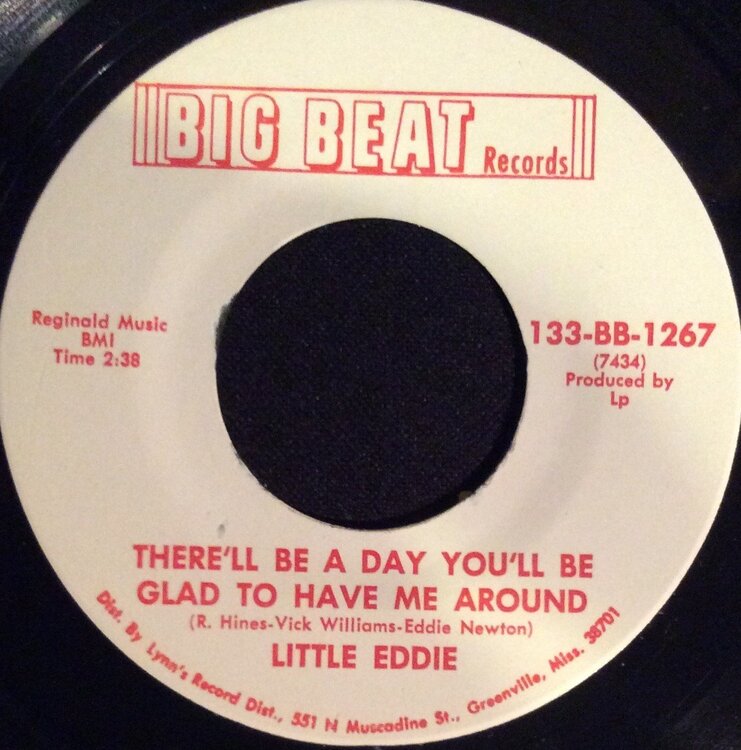 BIG BEAT Records
Reginald Music
BMI
Time 2:38
133-BB-1267
(7434)
Produced by
Lp
THERE'LL BE A DAY YOU'LL BE
GLAD TO HAVE ME AROUND
(R. Hines-Vick Williams-Eddie Newton)
LITTLE EDDIE
Dist. By Lynn's Record Dist., 551 N Muscadine St., Greenville, Miss. 38701